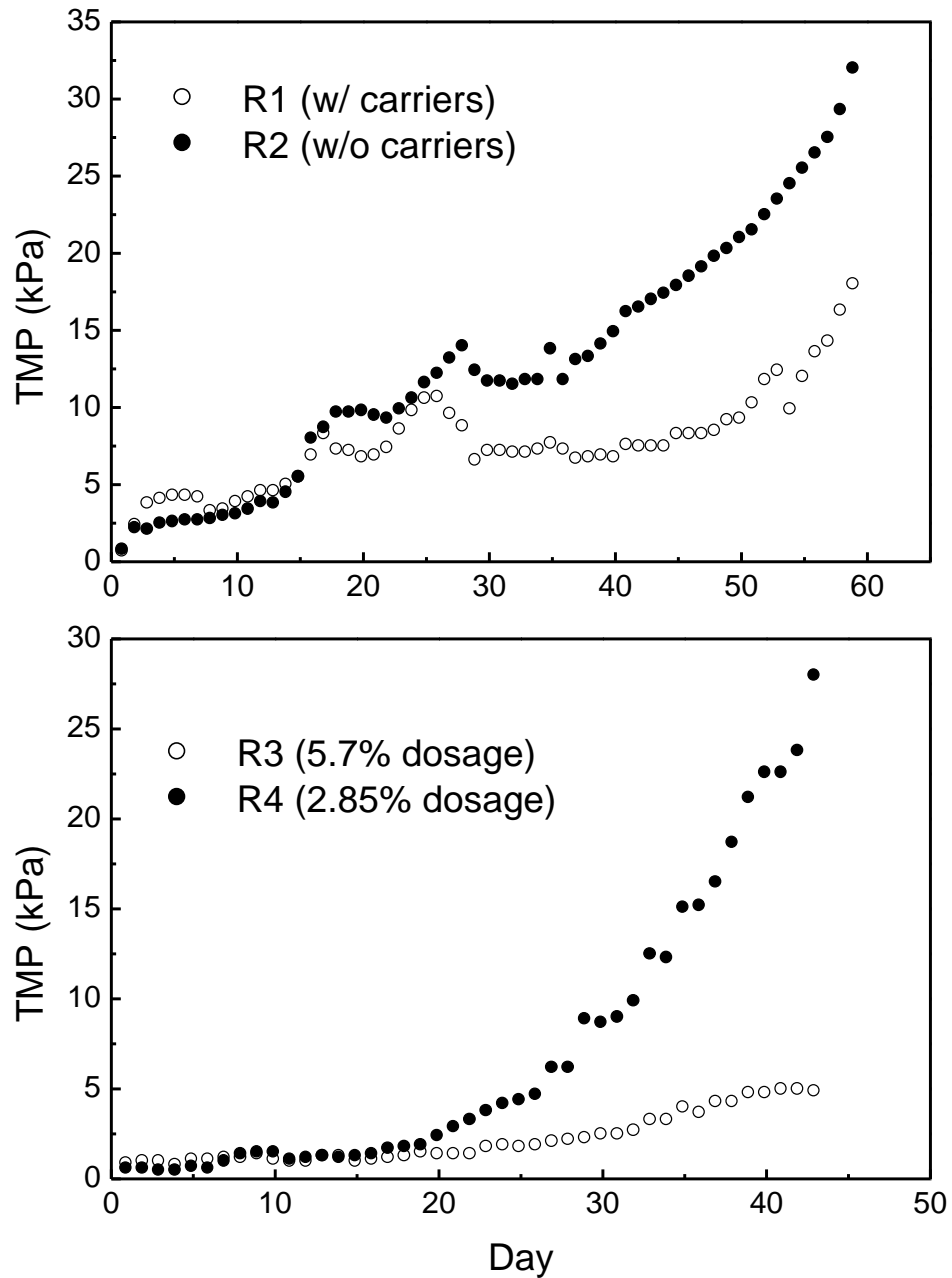 35
30
25
20
15
10
5
0
TMP (kPa)
R1 (w/ carriers)
R2 (w/o carriers)
0 10 20 30 40 50 60
30
25
20
15
10
5
0
TMP (kPa)
R3 (5.7% dosage)
R4 (2.85% dosage)
0 10 20 30 40 50
Day